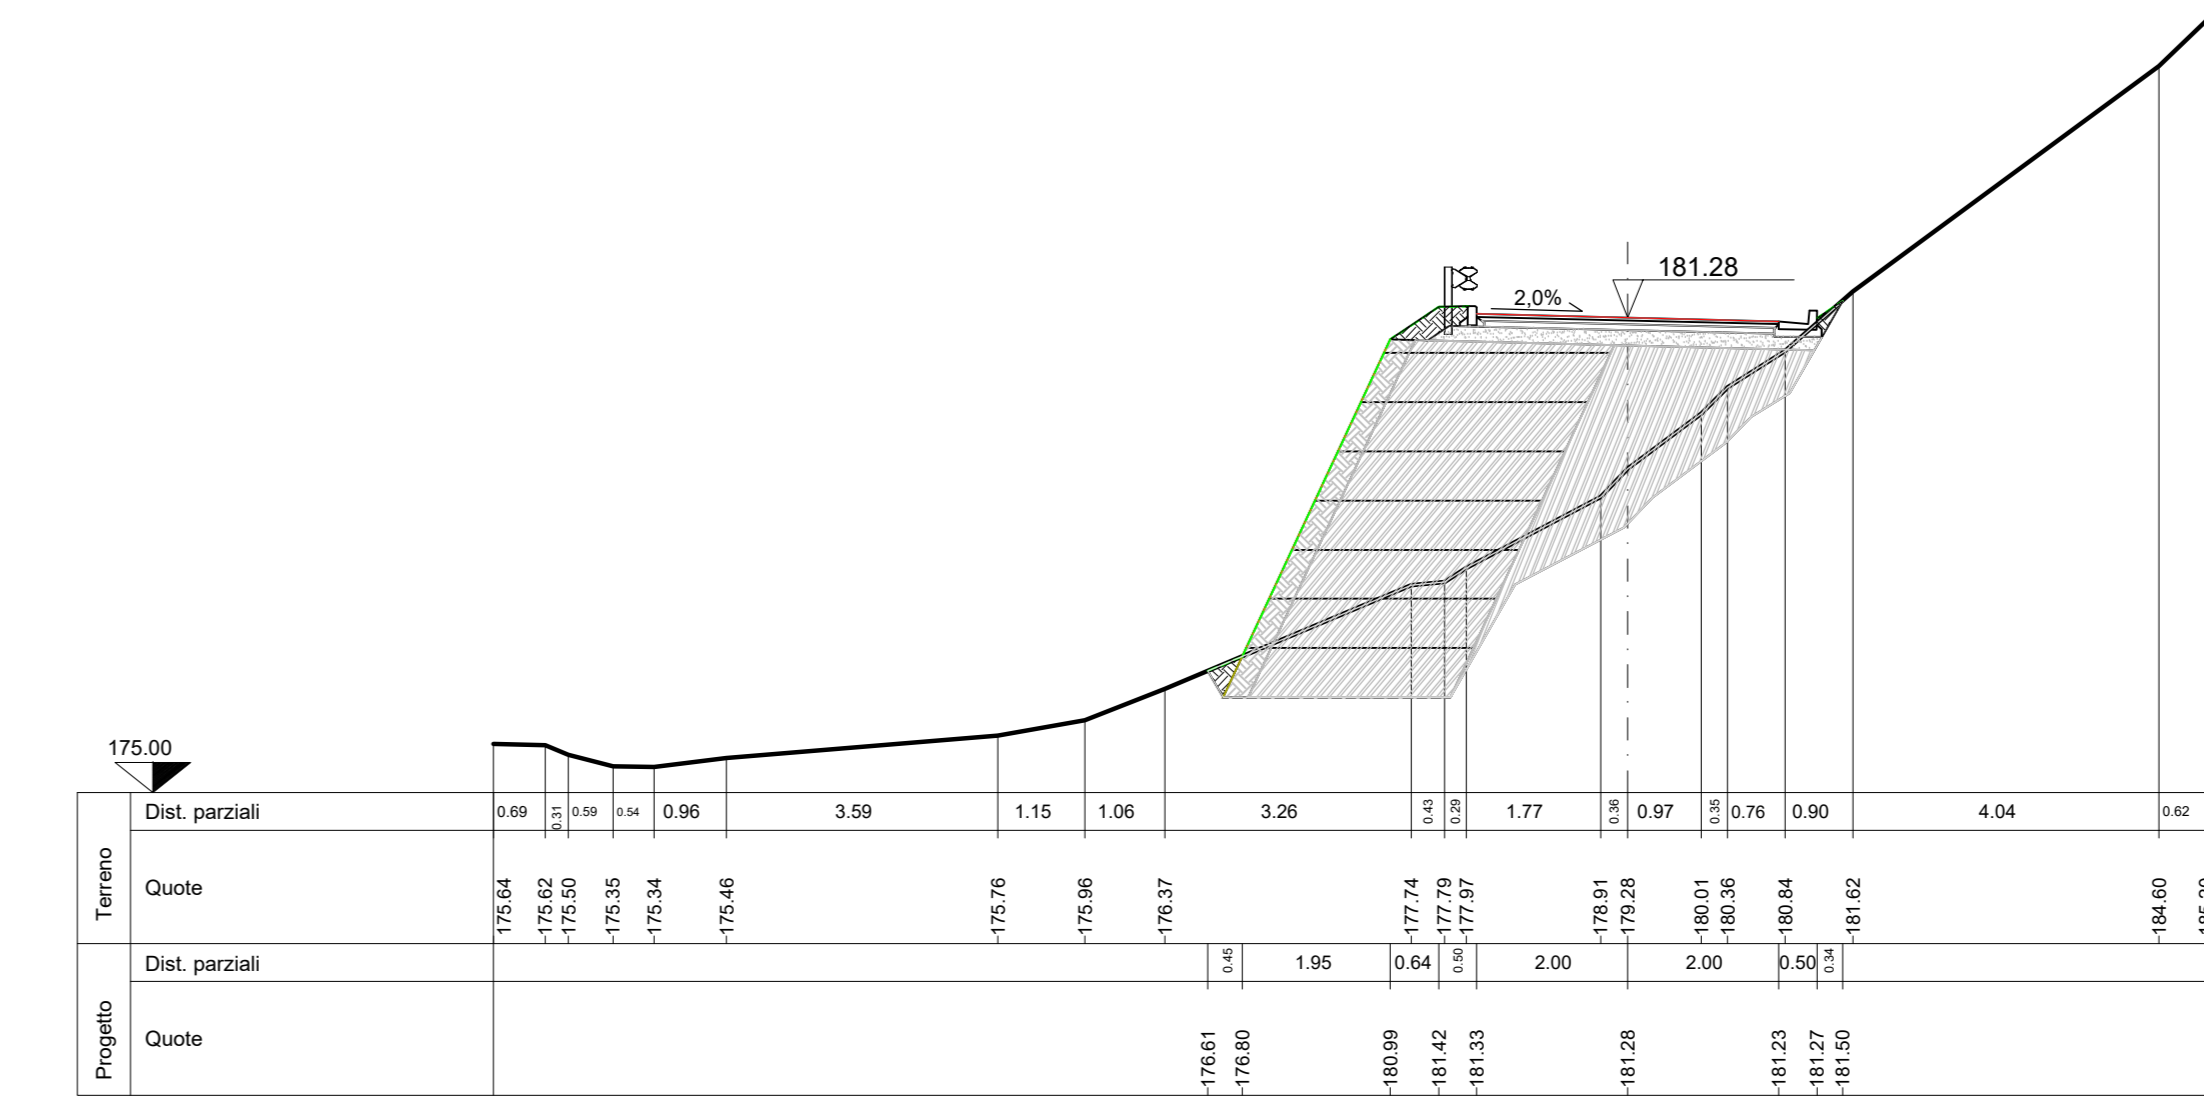 181.28
2,0%
175.00
Terreno
Dist. parziali
0.69 0.31 0.59 0.54 0.96 3.59 1.15 1.06 3.26 0.43 0.29 1.77 0.36 0.97 0.35 0.76 0.90 4.04 0.62
Quote
175.64 175.62 175.50 175.35 175.34 175.46 175.76 175.96 176.37 177.74 177.79 177.97 178.91 179.28 180.01 180.36 180.84 181.62 184.60
Progetto
Dist. parziali
0.45 1.95 0.64 0.50 2.00 2.00 0.50 0.34
Quote
176.61 176.80 180.99 181.42 181.33 181.28 181.23 181.27 181.50